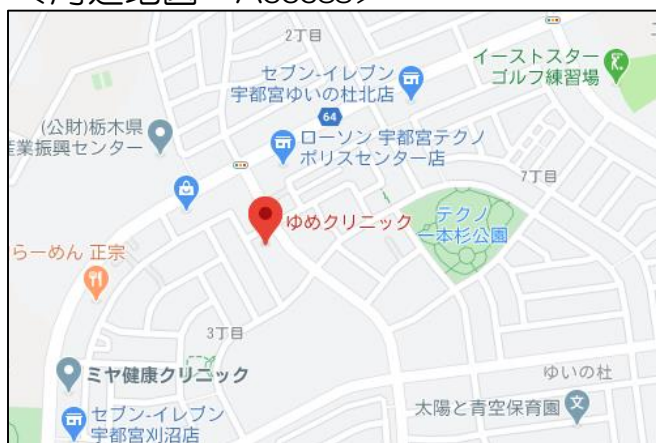 2丁目
イーストスター
ゴルフ練習場
セブン-イレブン
宇都宮ゆいの杜北店
64
(公財)栃木県
産業振興センター
ローソン 宇都宮テクノ
ポリスセンター店
7丁目
ゆめクリニック
テクノ
一本杉公園
らーめん 正宗
3丁目
ミヤ健康クリニック
ゆいの杜
太陽と青空保育園
セブン-イレブン
宇都宮刈沼店